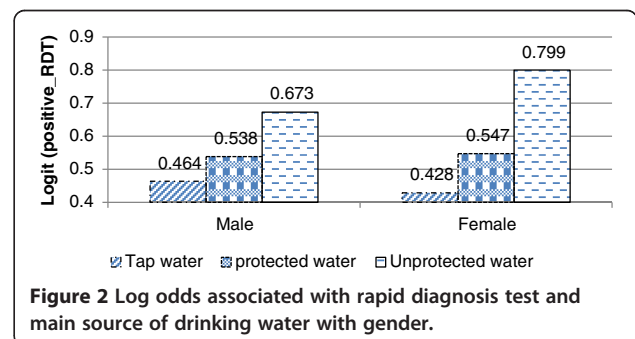 0.9
0.8
0.7
0.6
0.5
0.4
Logit (positive_RDT)
0.464
0.538
0.673
0.428
0.547
0.799
Male
Female
Tap water
protected water
Unprotected water
Figure 2 Log odds associated with rapid diagnosis test and
main source of drinking water with gender.